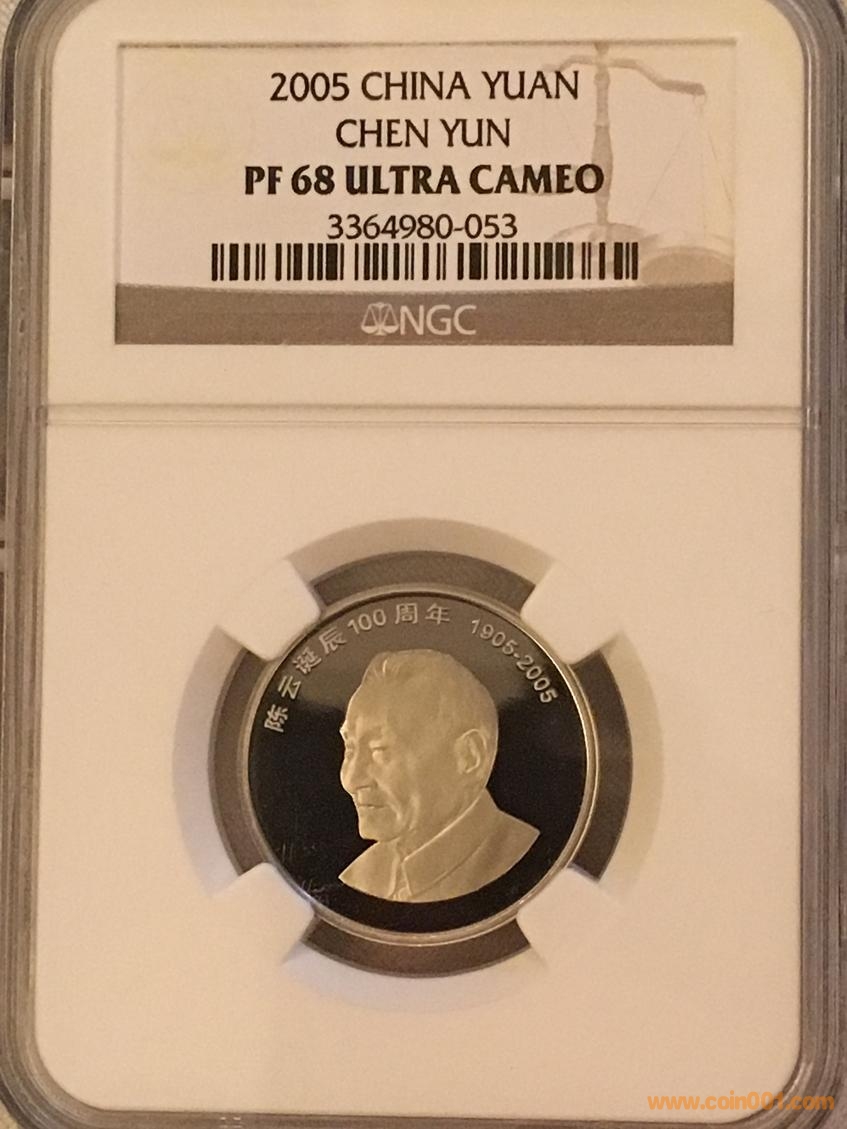 2005 CHINA YUAN
CHEN YUN
PF 68 ULTRA CAMEO
3364980-053
NGC
陈云诞辰100周年 1905-2005
www.coin001.com